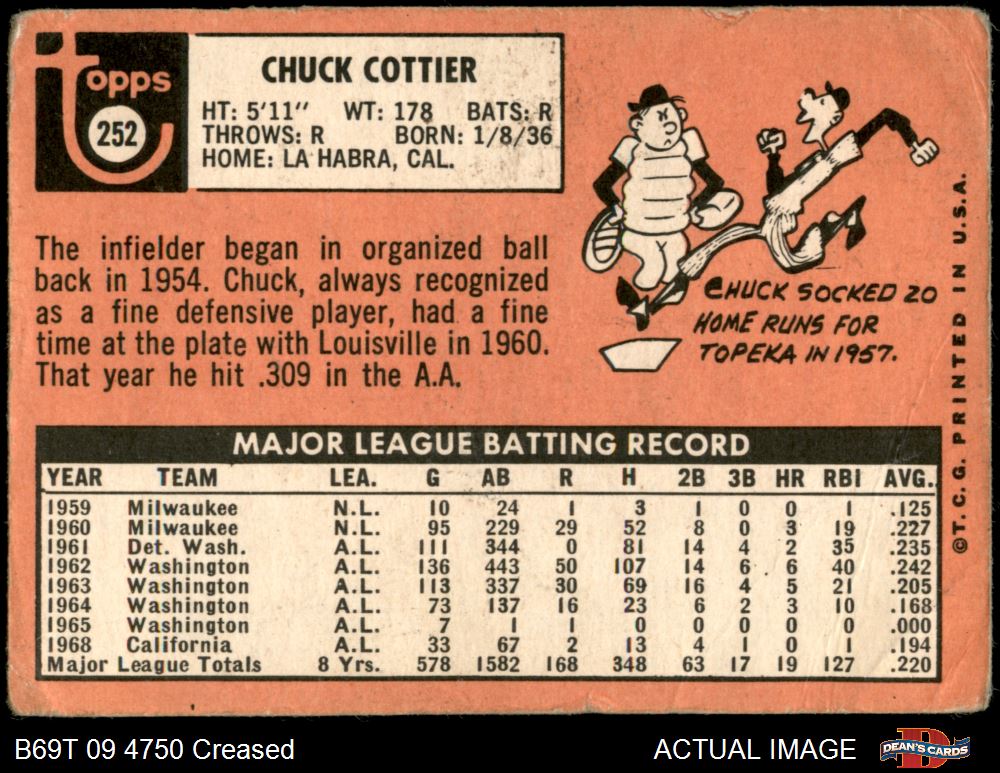 Topps
252
CHUCK COTTIER
HT: 5'11" WT: 178 BATS: R
THROWS: R BORN: 1/8/36
HOME: LA HABRA, CAL.
The infielder began in organized ball
back in 1954. Chuck, always recognized
as a fine defensive player, had a fine
time at the plate with Louisville in 1960.
That year he hit .309 in the A.A.
CHUCK SOCKED 20
HOME RUNS FOR
TOPEKA IN 1957.
©T.C.G. PRINTED IN U.S.A.
MAJOR LEAGUE BATTING RECORD
YEAR TEAM LEA. G AB R H 2B 3B HR RBI AVG.
1959 Milwaukee N.L. 10 24 1 3 1 0 0 1 .125
1960 Milwaukee N.L. 95 229 29 52 8 0 3 19 .227
1961 Det. Wash. A.L. 111 344 0 81 14 4 2 35 .235
1962 Washington A.L. 136 443 50 107 14 6 6 40 .242
1963 Washington A.L. 113 337 30 69 16 4 5 21 .205
1964 Washington A.L. 73 137 16 23 6 2 3 10 .168
1965 Washington A.L. 7 1 1 0 0 0 0 0 .000
1968 California A.L. 33 67 2 13 4 1 0 1 .194
Major League Totals 8 Yrs. 578 1582 168 348 63 17 19 127 .220
B69T 09 4750 Creased
ACTUAL IMAGE
DEAN'S CARDS